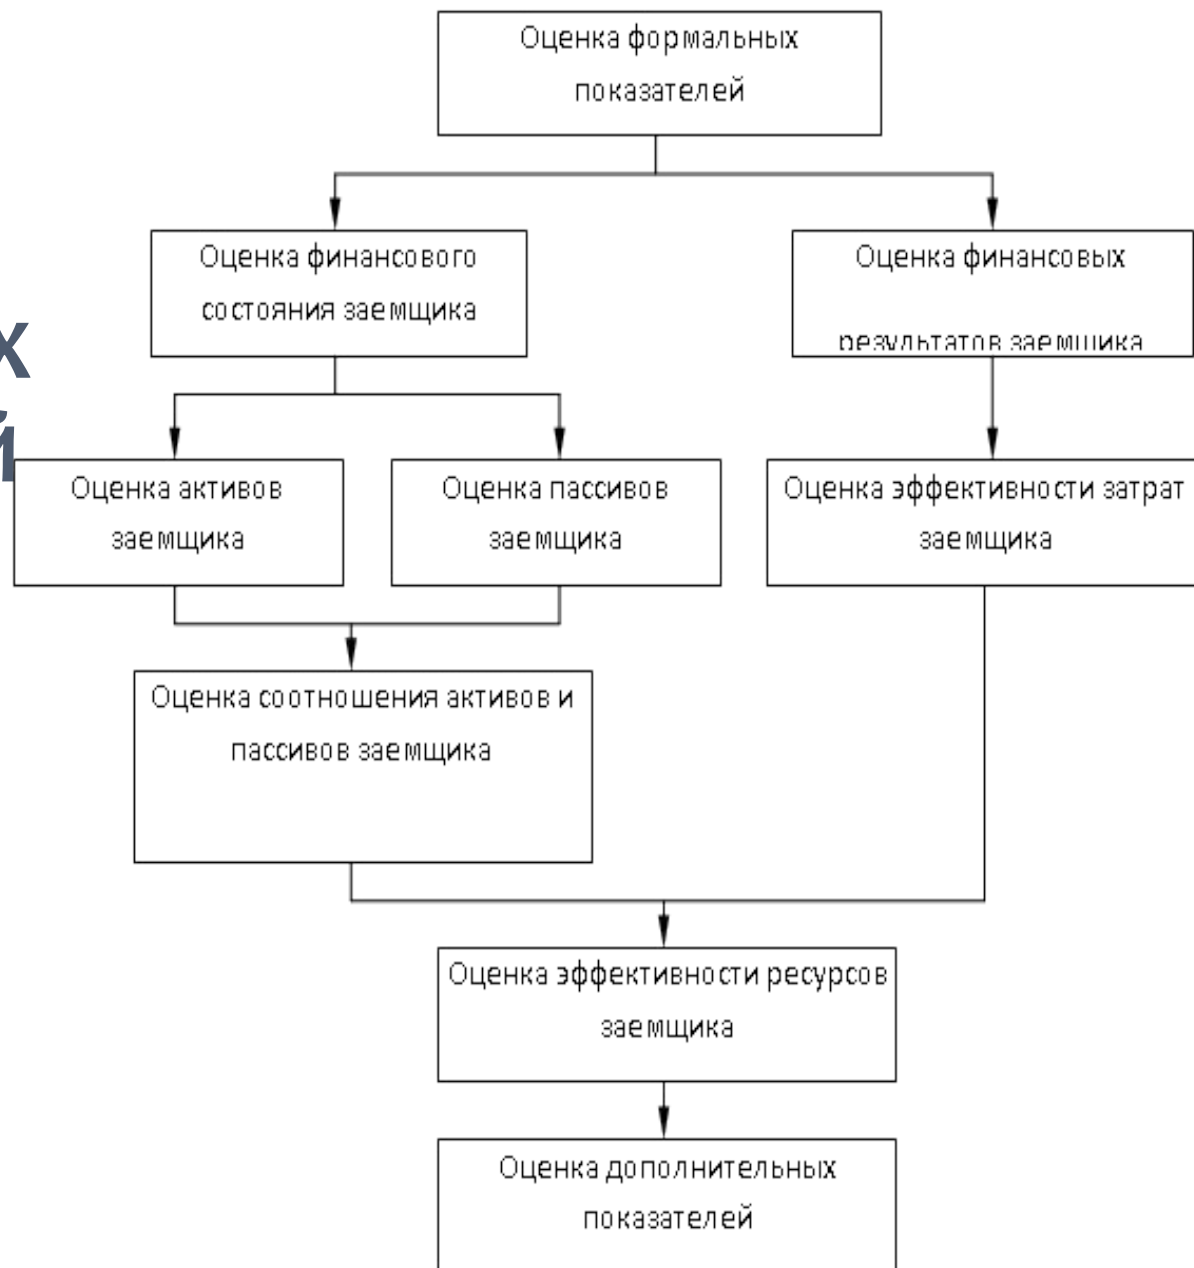 Оценка формальных
показателей
Оценка финансового
состояния заемщика
Оценка финансовых
результатов заемщика
х
й
Оценка активов
заемщика
Оценка пассивов
заемщика
Оценка эффективности затрат
заемщика
Оценка соотношения активов и
пассивов заемщика
Оценка эффективности ресурсов
заемщика
Оценка дополнительных
показателей